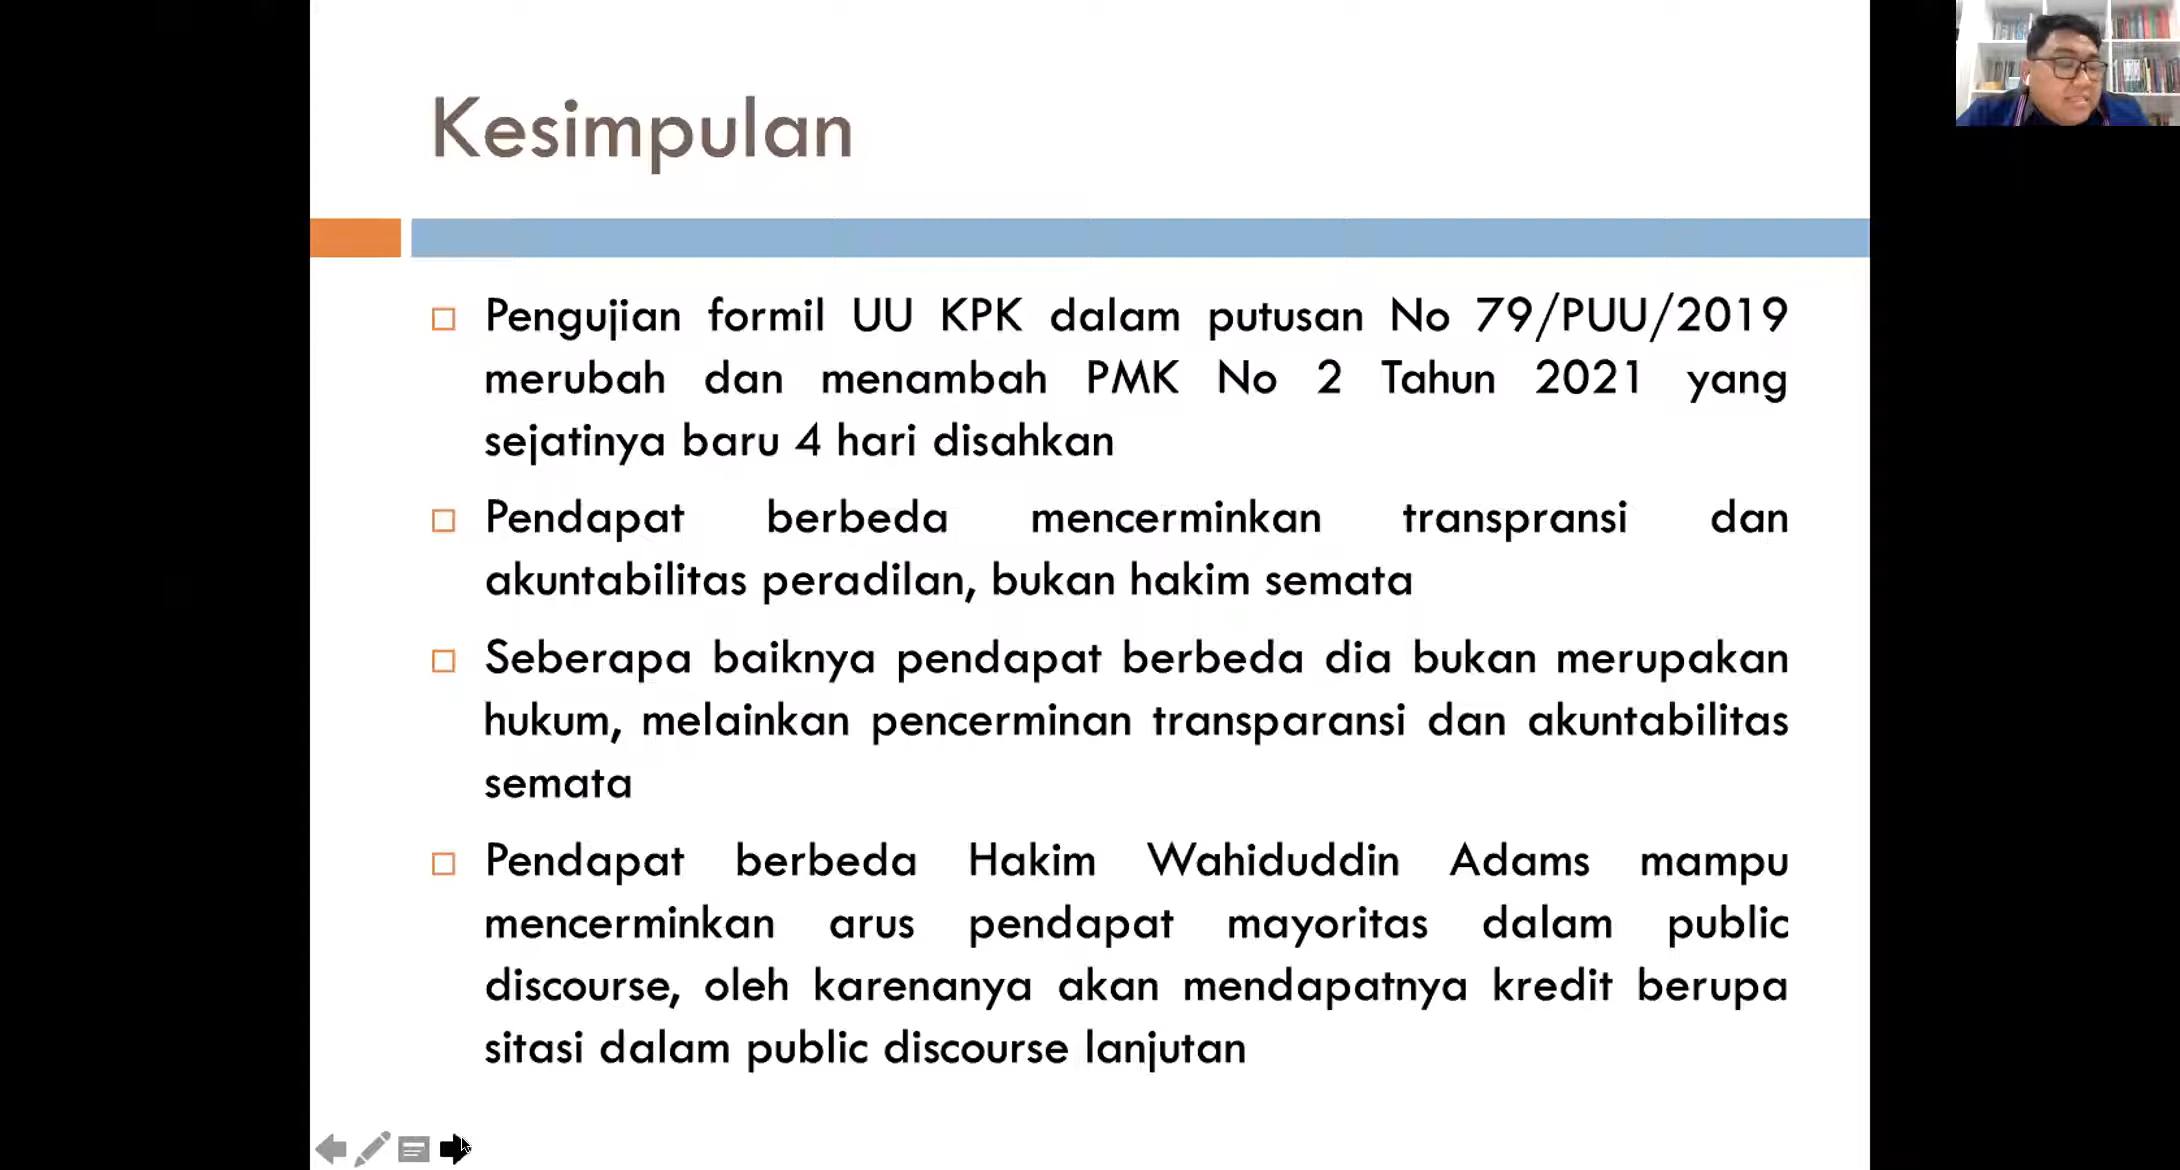 Kesimpulan
Pengujian formil UU KPK dalam putusan No 79/PUU/2019
merubah dan menambah PMK No 2 Tahun 2021 yang
sejatinya baru 4 hari disahkan
Pendapat berbeda mencerminkan transpransi dan
akuntabilitas peradilan, bukan hakim semata
Seberapa baiknya pendapat berbeda dia bukan merupakan
hukum, melainkan pencerminan transparansi dan akuntabilitas
semata
Pendapat berbeda Hakim Wahiduddin Adams mampu
mencerminkan arus pendapat mayoritas dalam public
discourse, oleh karenanya akan mendapatnya kredit berupa
sitasi dalam public discourse lanjutan